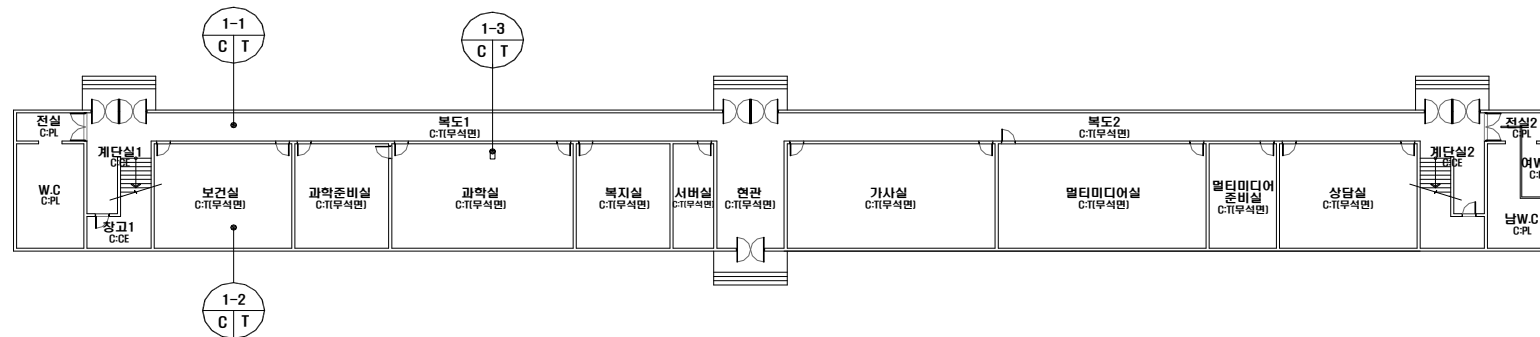 1-1
C T
1-3
C T
전실
C:PL
복도1
C:T(무석면)
복도2
C:T(무석면)
전실2
C:PL
계단실1
C:CE
계단실2
C:CE
W.C
C:PL
보건실
C:T(무석면)
과학준비실
C:T(무석면)
과학실
C:T(무석면)
복지실
C:T(무석면)
서버실
C:T(무석면)
현관
C:T(무석면)
가사실
C:T(무석면)
멀티미디어실
C:T(무석면)
멀티미디어
준비실
C:T(무석면)
상담실
C:T(무석면)
창고1
C:CE
남W.C
C:PL
1-2
C T